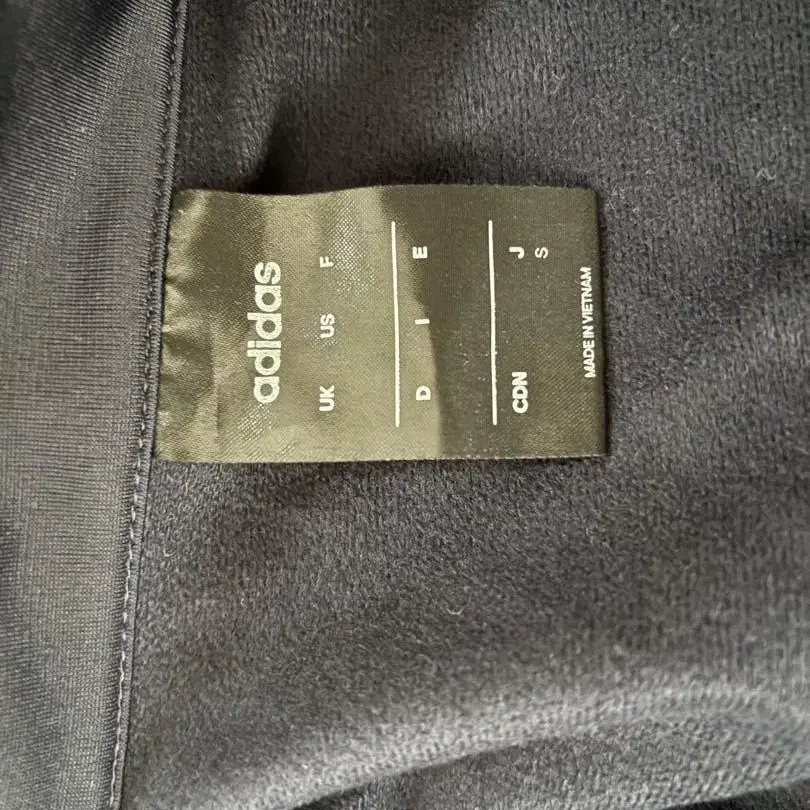 adidas
UK US F
D I E
CDN J
S
MADE IN VIETNAM